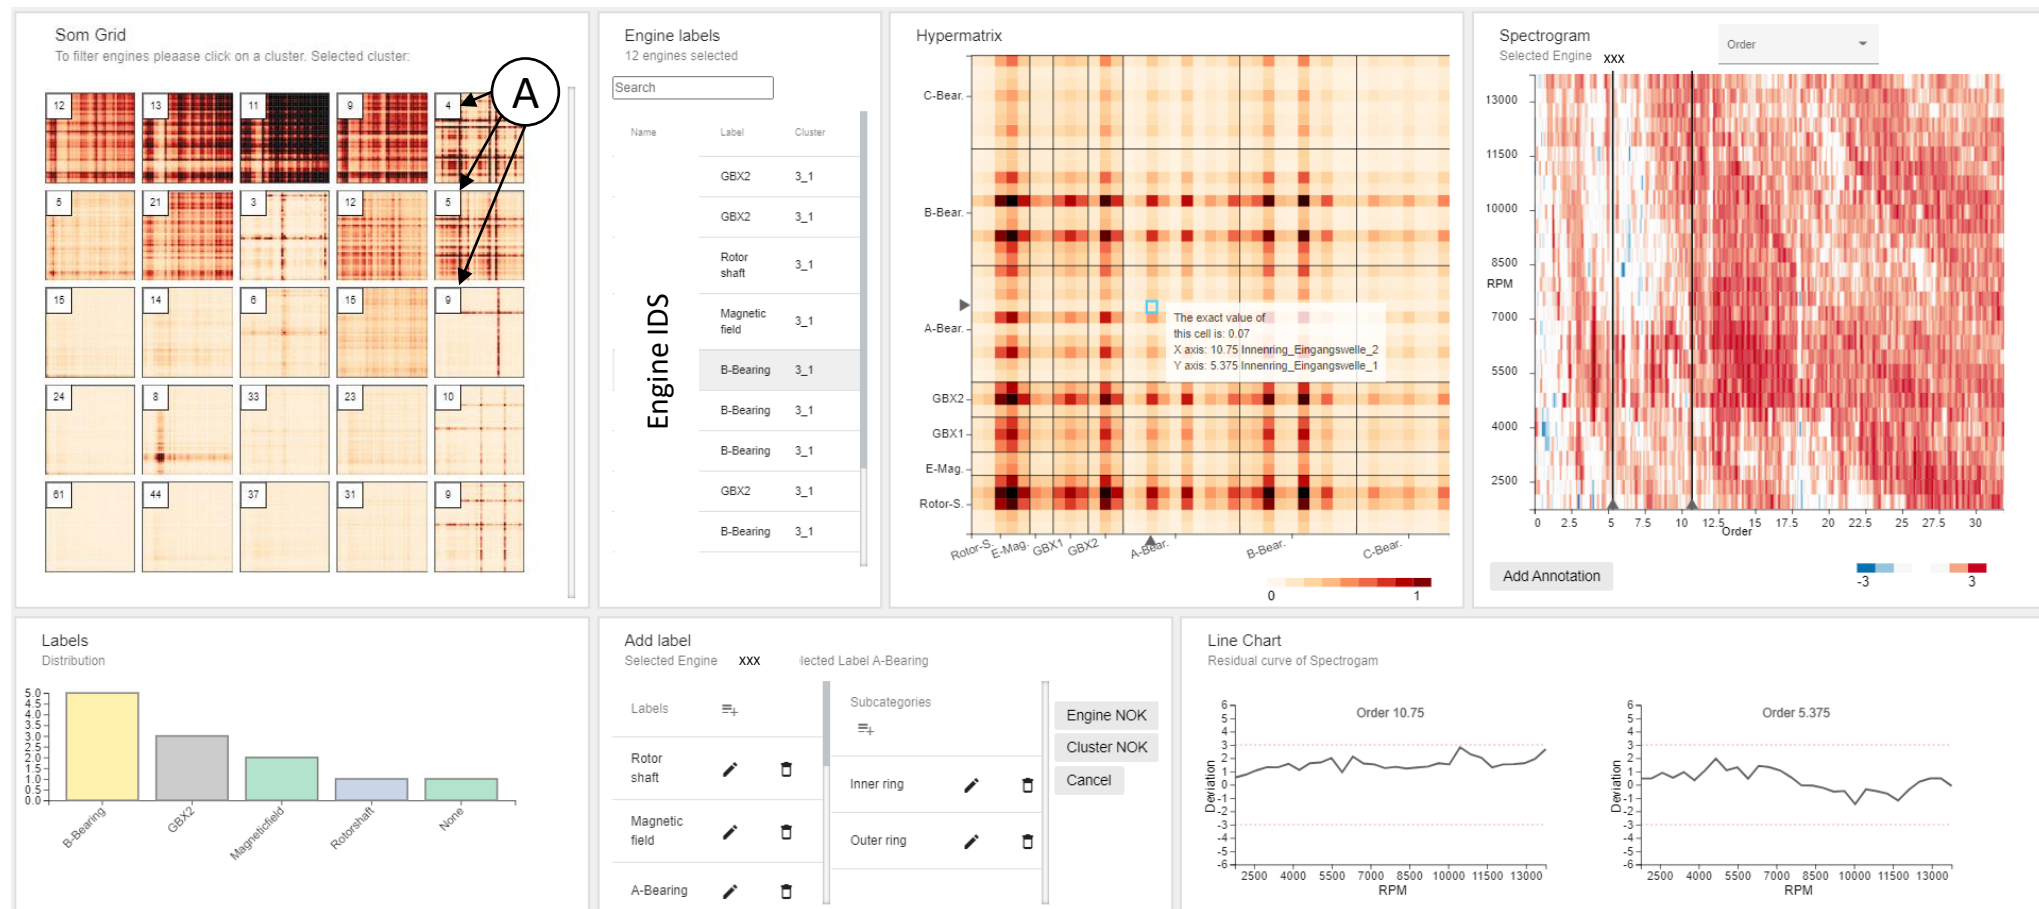 Som Grid
To filter engines pleaase click on a cluster. Selected cluster:
A
12
13
11
9
4
5
21
3
12
5
15
14
6
15
9
24
8
33
23
10
61
44
37
31
9
Engine labels
12 engines selected
Search
Name Label Cluster
Engine IDS
GBX2 3_1
GBX2 3_1
Rotor
shaft 3_1
Magnetic
field 3_1
B-Bearing 3_1
B-Bearing 3_1
B-Bearing 3_1
GBX2 3_1
B-Bearing 3_1
Hypermatrix
C-Bear.
B-Bear.
A-Bear.
GBX2
GBX1
E-Mag.
Rotor-S.
The exact value of
this cell is: 0.07
X axis: 10.75 Innenring_Eingangswelle_2
Y axis: 5.375 Innenring_Eingangswelle_1
Rotor-S. E-Mag. GBX1 GBX2 A-Bear. B-Bear. C-Bear.
0 1
Spectrogram
Selected Engine xxx
Order
13000
11500
10000
8500
RPM
7000
5500
4000
2500
0 2.5 5 7.5 10 12.5 15 17.5 20 22.5 27.5 30
Order
Add Annotation
-3 3
Labels
Distribution
5.0
4.5
4.0
3.5
3.0
2.5
2.0
1.5
1.0
0.5
0.0
B-Bearing GBX2 Magneticfield Rotorshaft None
Add label
Selected Engine xxx lected Label A-Bearing
Labels
Rotor
shaft
Magnetic
field
A-Bearing
Subcategories
Inner ring
Outer ring
Engine NOK
Cluster NOK
Cancel
Line Chart
Residual curve of Spectrogam
Order 10.75
Deviation
6
5
4
3
2
1
0
-1
-2
-3
-4
-5
-6
2500 4000 5500 7000 8500 10000 11500 13000
RPM
Order 5.375
Deviation
6
5
4
3
2
1
0
-1
-2
-3
-4
-5
-6
2500 4000 5500 7000 8500 10000 11500 13000
RPM